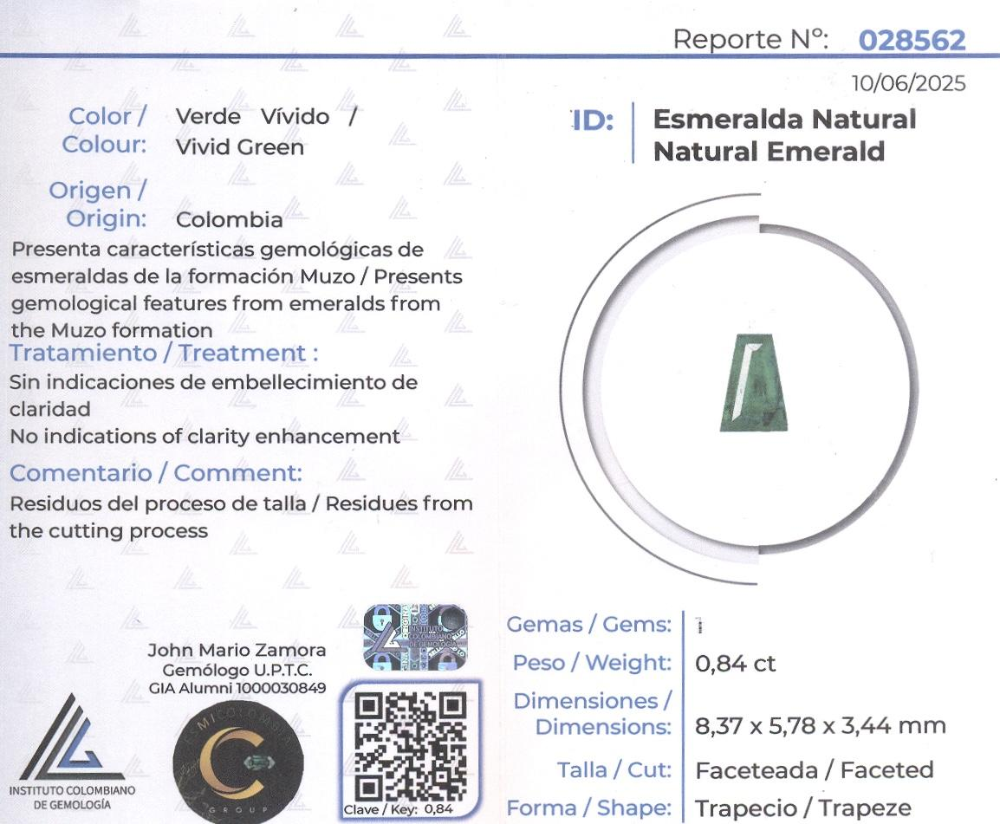 Reporte Nº: 028562
10/06/2025
Color / Verde Vívido /
Colour: Vivid Green
Origen /
Origin: Colombia
Presenta características gemológicas de
esmeraldas de la formación Muzo / Presents
gemological features from emeralds from
the Muzo formation
Tratamiento / Treatment :
Sin indicaciones de embellecimiento de
claridad
No indications of clarity enhancement
Comentario / Comment:
Residuos del proceso de talla / Residues from
the cutting process
John Mario Zamora
Gemólogo U.P.T.C.
GIA Alumni 1000030849
INSTITUTO COLOMBIANO
DE GEMOLOGÍA
C
GROUP
INSTITUTO
COLOMBIANO
DE GEMOLOGÍA
Clave / Key: 0,84
ID: Esmeralda Natural
Natural Emerald
Gemas / Gems:
Peso / Weight: 0,84 ct
Dimensiones /
Dimensions: 8,37 x 5,78 x 3,44 mm
Talla / Cut: Faceteada / Faceted
Forma / Shape: Trapecio / Trapeze